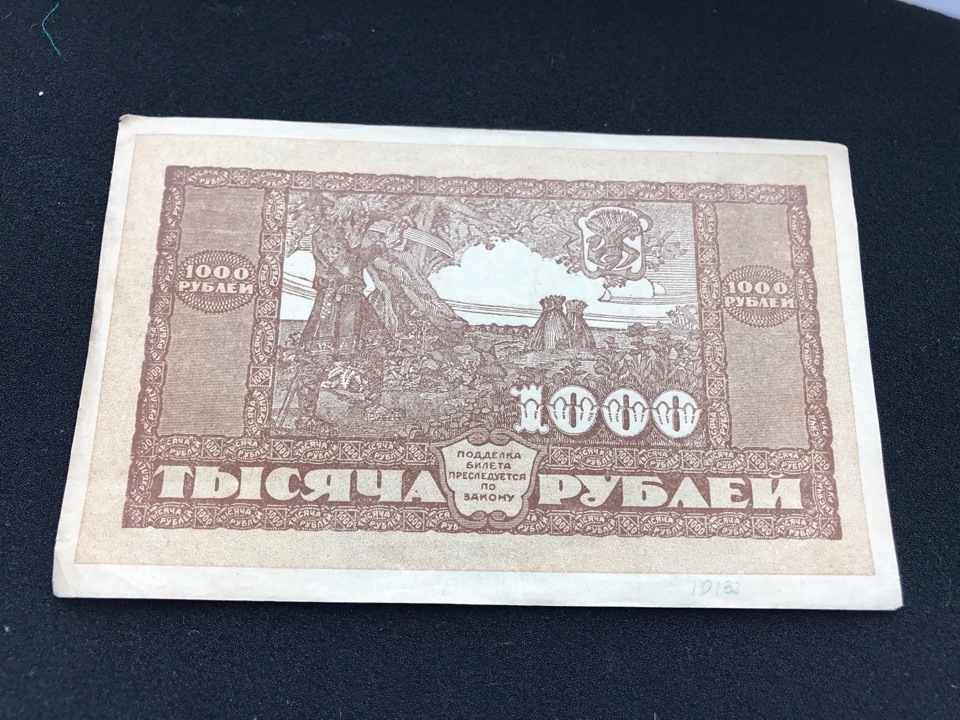 1000
РУБЛЕЙ
1000
РУБЛЕЙ
1000
ТЫСЯЧА
ПОДДЕЛКА
БИЛЕТА
ПРЕСЛЕДУЕТСЯ
ПО
ЗАКОНУ
РУБЛЕЙ